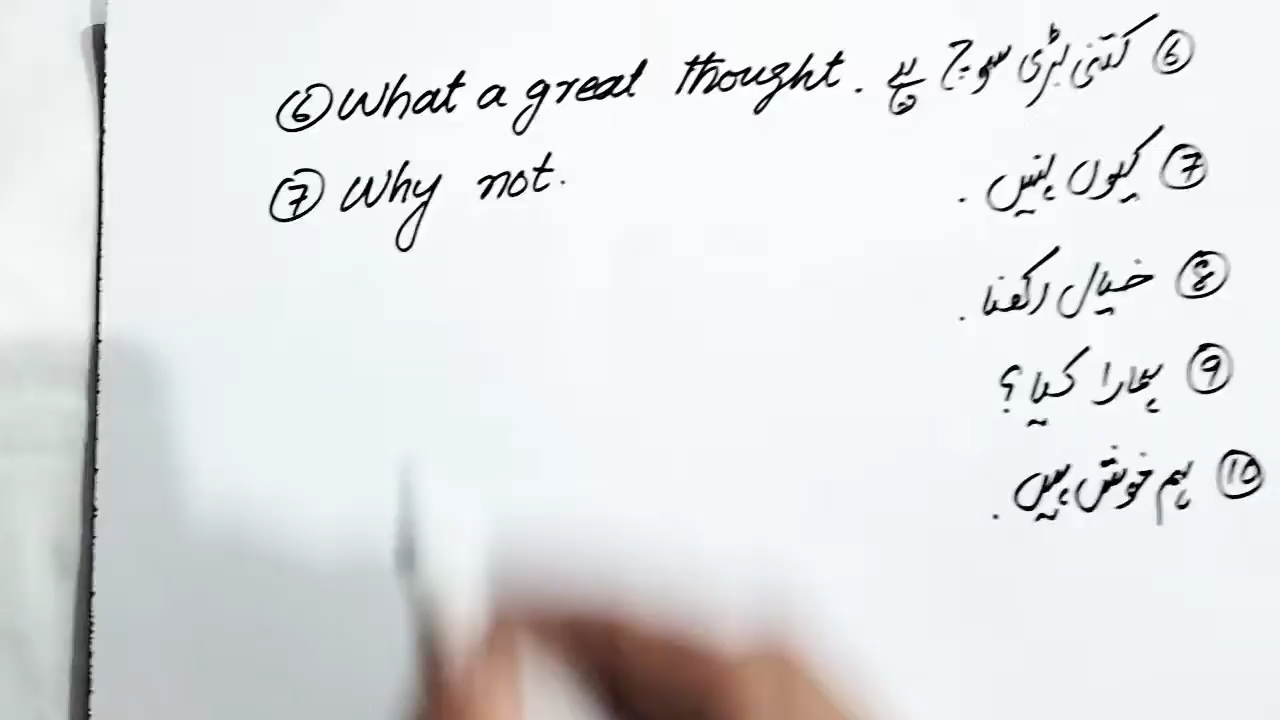 ⑥ What a great thought. کتنی بڑی سوچ ہے ⑥
⑦ Why not. کیوں نہیں ⑦
خیال رکھنا. ⑧
ہمارا کیا؟ ⑨
ہم خوش ہیں. ⑩